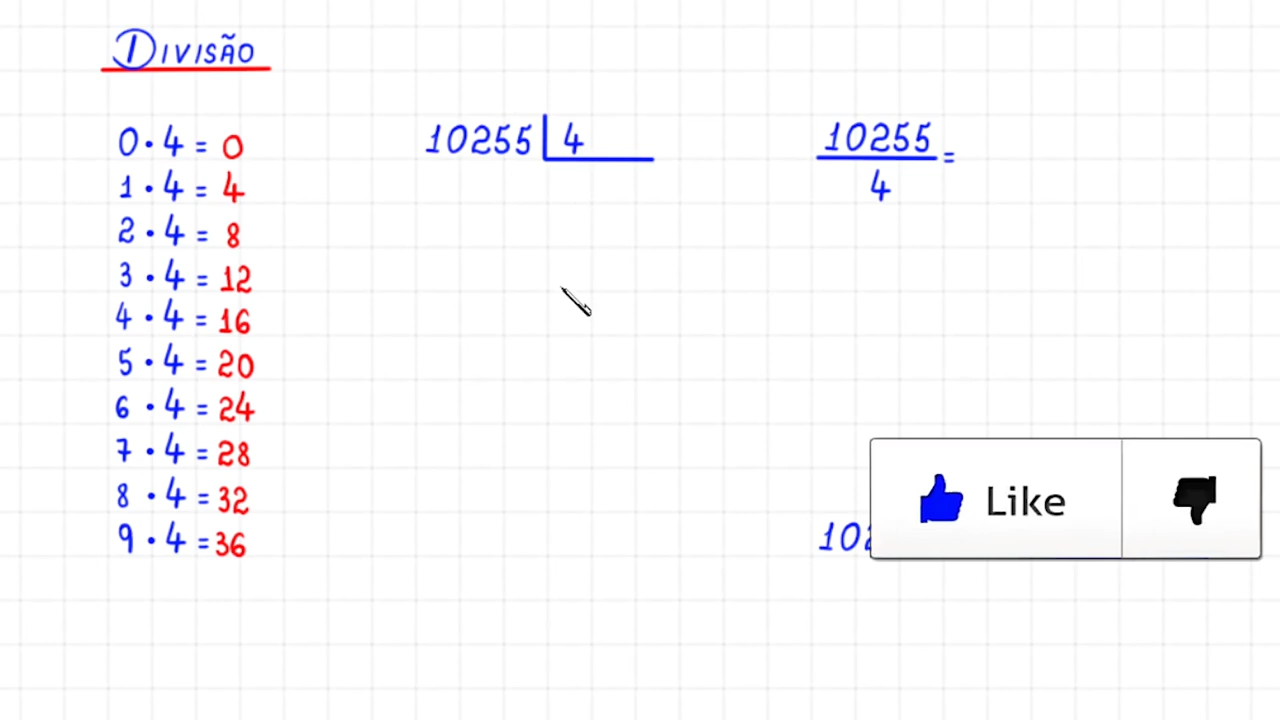 Divisão
0 · 4 = 0
1 · 4 = 4
2 · 4 = 8
3 · 4 = 12
4 · 4 = 16
5 · 4 = 20
6 · 4 = 24
7 · 4 = 28
8 · 4 = 32
9 · 4 = 36
10255 4
10255
=
4
Like